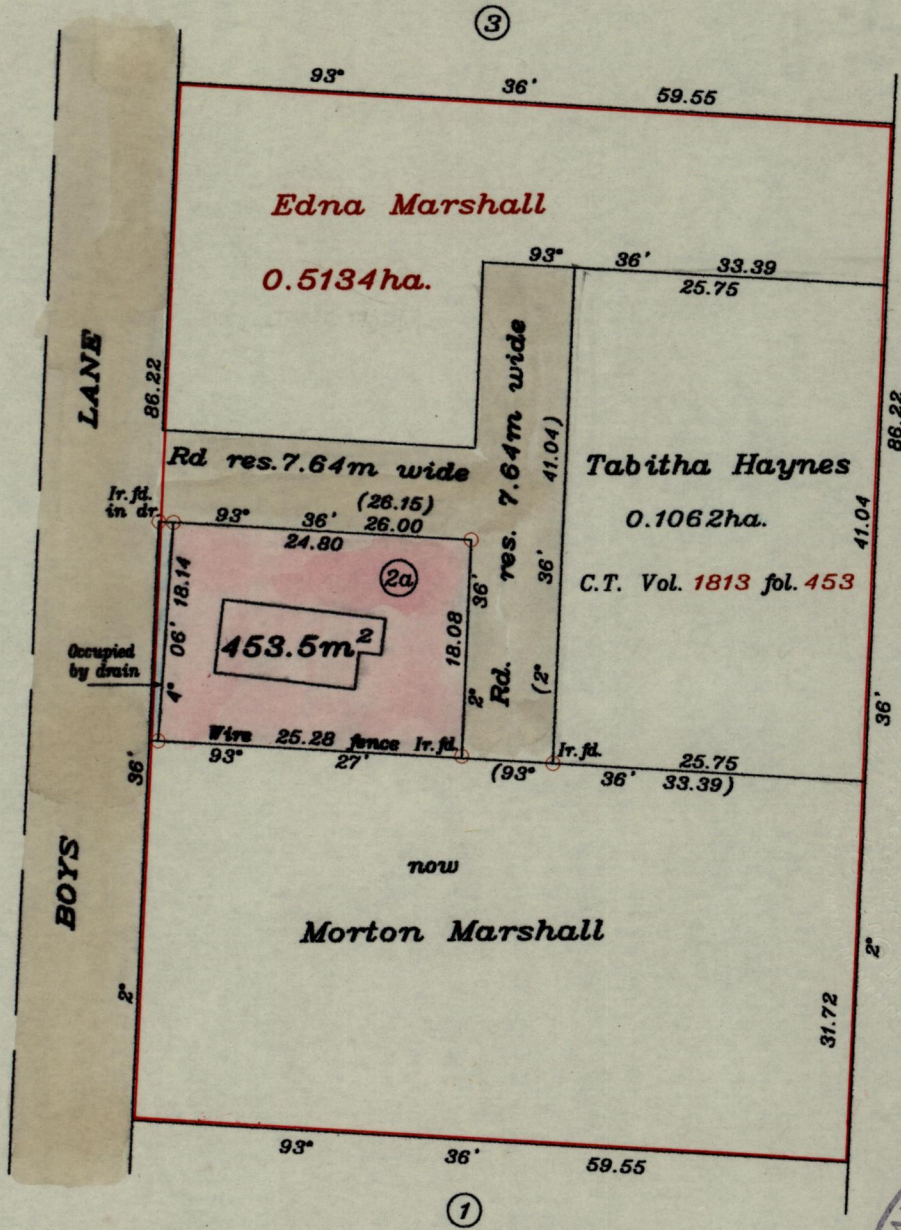 3
93° 36' 59.55
Edna Marshall
0.5134ha.
93° 36' 33.39
25.75
LANE
86.22
Rd res. 7.64m wide
Rd. res. 7.64m wide
(2° 36' 41.04)
Tabitha Haynes
0.1062ha.
C.T. Vol. 1813 fol. 453
86.22
41.04
Ir. fd.
in dr.
(26.15)
93° 36' 26.00
24.80
2a
4° 06' 18.14
453.5m²
2° 36' 18.08
Occupied
by drain
Wire 25.28 fence Ir. fd.
93° 27'
Ir. fd.
25.75
(93° 36' 33.39)
36'
36'
BOYS
now
Morton Marshall
2°
2°
31.72
93° 36' 59.55
1